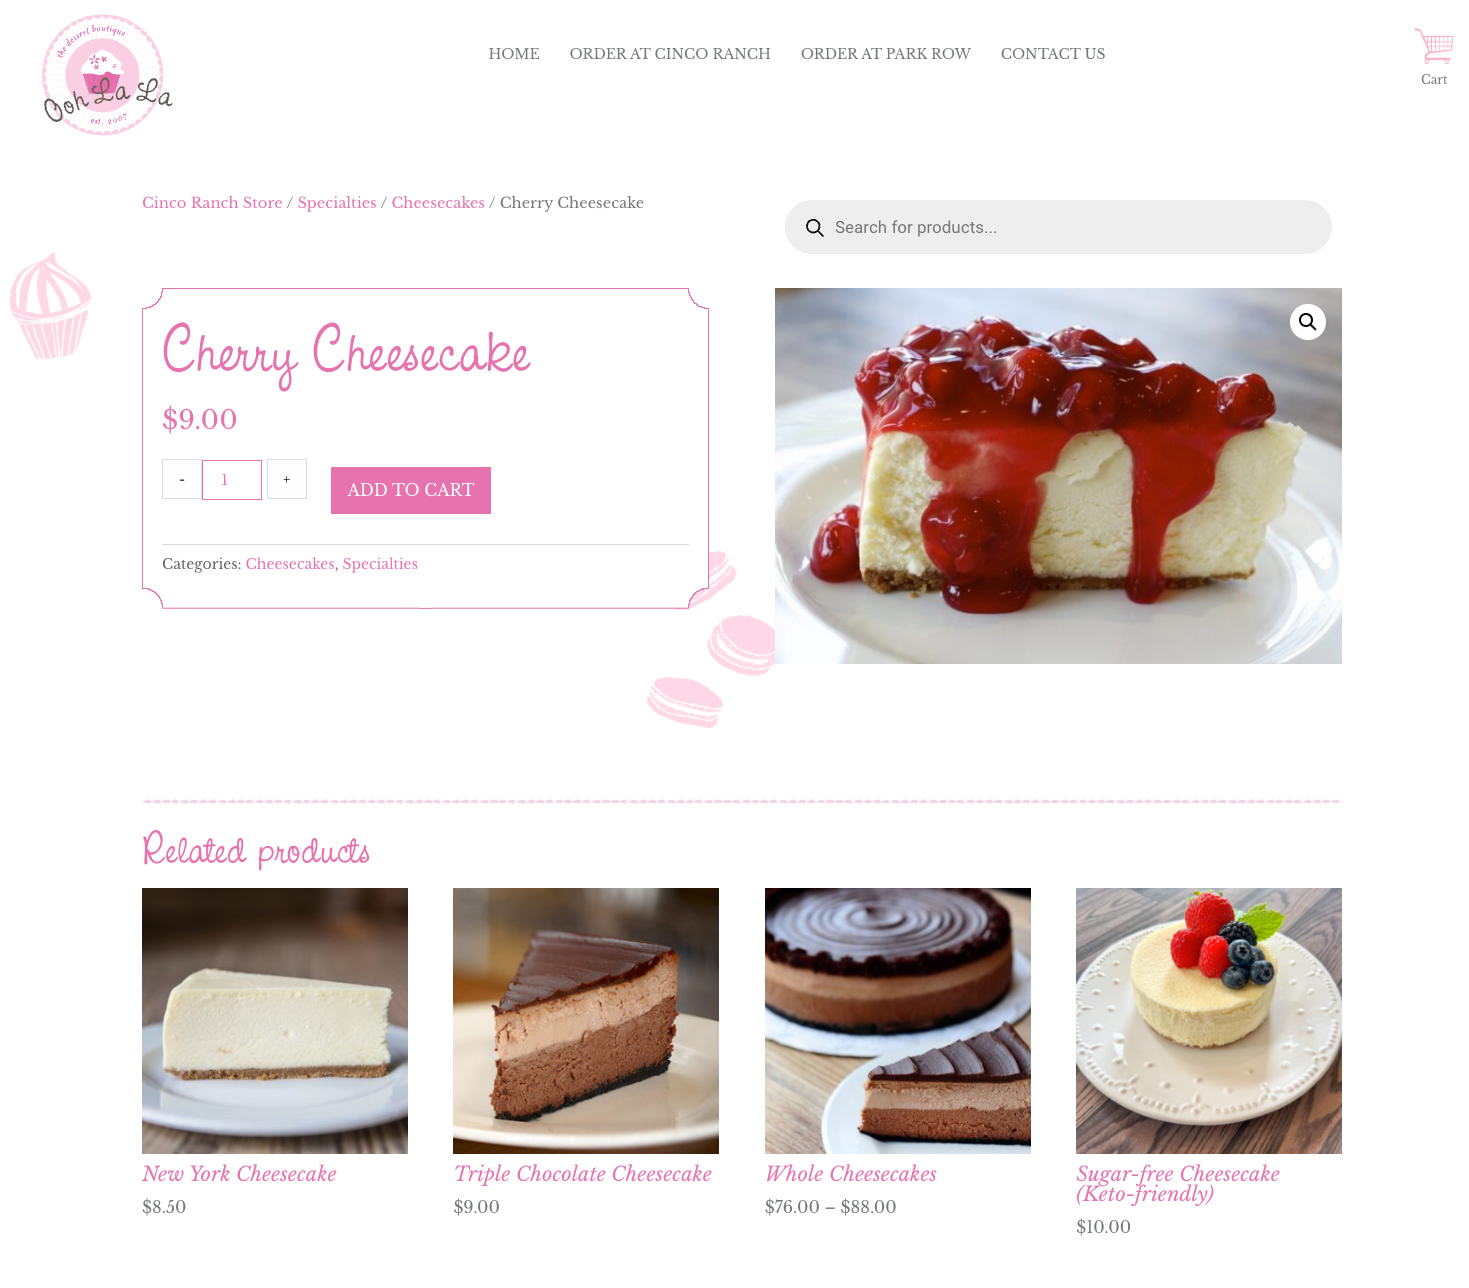 the dessert boutique
Ooh La La
est. 2007
HOME
ORDER AT CINCO RANCH
ORDER AT PARK ROW
CONTACT US
Cart
Cinco Ranch Store / Specialties / Cheesecakes / Cherry Cheesecake
Search for products...
Cherry Cheesecake
$9.00
- 1 +
ADD TO CART
Categories: Cheesecakes, Specialties
Related products
New York Cheesecake
$8.50
Triple Chocolate Cheesecake
$9.00
Whole Cheesecakes
$76.00 – $88.00
Sugar-free Cheesecake
(Keto-friendly)
$10.00